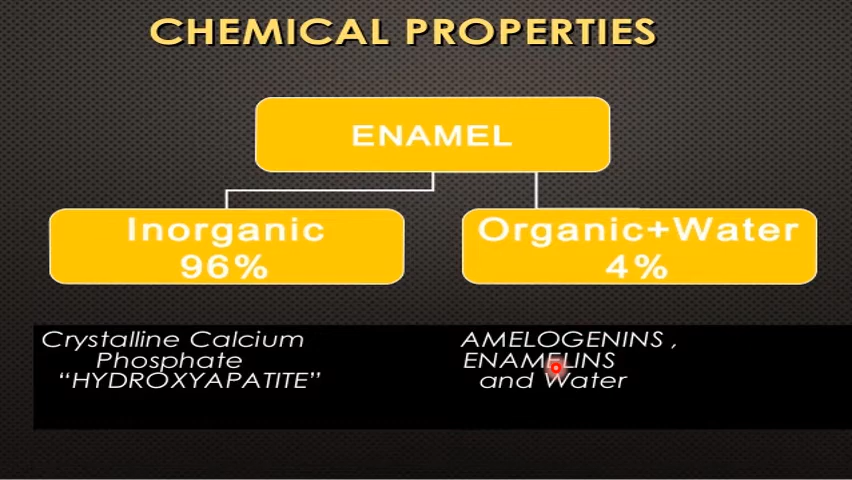 CHEMICAL PROPERTIES
ENAMEL
Inorganic
96%
Organic+Water
4%
Crystalline Calcium
Phosphate
“HYDROXYAPATITE”
AMELOGENINS ,
ENAMELINS
and Water